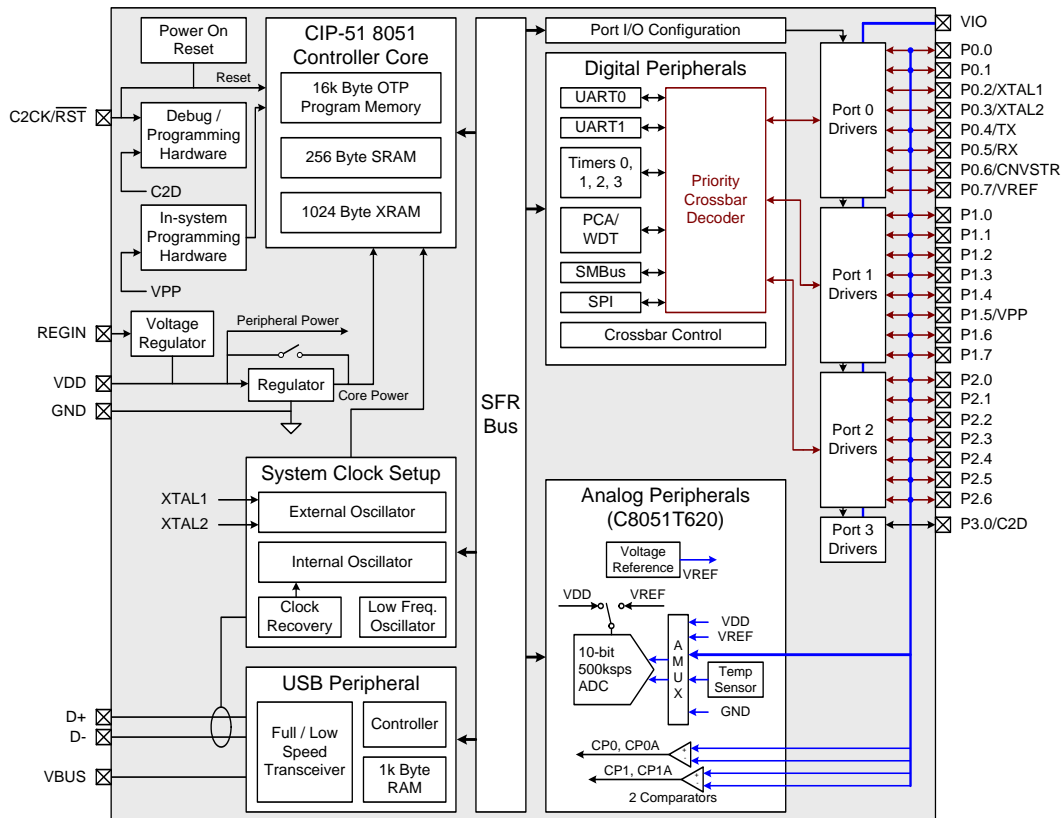 Power On
Reset
Reset
C2CK/RST
Debug /
Programming
Hardware
C2D
In-system
Programming
Hardware
VPP
CIP-51 8051
Controller Core
16k Byte OTP
Program Memory
256 Byte SRAM
1024 Byte XRAM
REGIN
Voltage
Regulator
Peripheral Power
VDD
Regulator
Core Power
GND
System Clock Setup
XTAL1
XTAL2
External Oscillator
Internal Oscillator
Clock
Recovery
Low Freq.
Oscillator
USB Peripheral
D+
D-
VBUS
Full / Low
Speed
Transceiver
Controller
1k Byte
RAM
SFR
Bus
Port I/O Configuration
Digital Peripherals
UART0
UART1
Timers 0,
1, 2, 3
PCA/
WDT
SMBus
SPI
Priority
Crossbar
Decoder
Crossbar Control
Analog Peripherals
(C8051T620)
Voltage
Reference
VREF
VDD
VREF
10-bit
500ksps
ADC
A
M
U
X
VDD
VREF
Temp
Sensor
GND
CP0, CP0A
+
-
CP1, CP1A
+
-
2 Comparators
Port 0
Drivers
Port 1
Drivers
Port 2
Drivers
Port 3
Drivers
VIO
P0.0
P0.1
P0.2/XTAL1
P0.3/XTAL2
P0.4/TX
P0.5/RX
P0.6/CNVSTR
P0.7/VREF
P1.0
P1.1
P1.2
P1.3
P1.4
P1.5/VPP
P1.6
P1.7
P2.0
P2.1
P2.2
P2.3
P2.4
P2.5
P2.6
P3.0/C2D